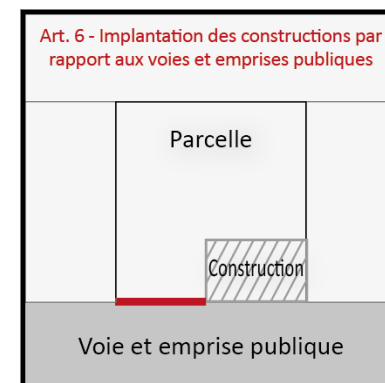 Art. 6 - Implantation des constructions par
rapport aux voies et emprises publiques
Parcelle
Construction
Voie et emprise publique